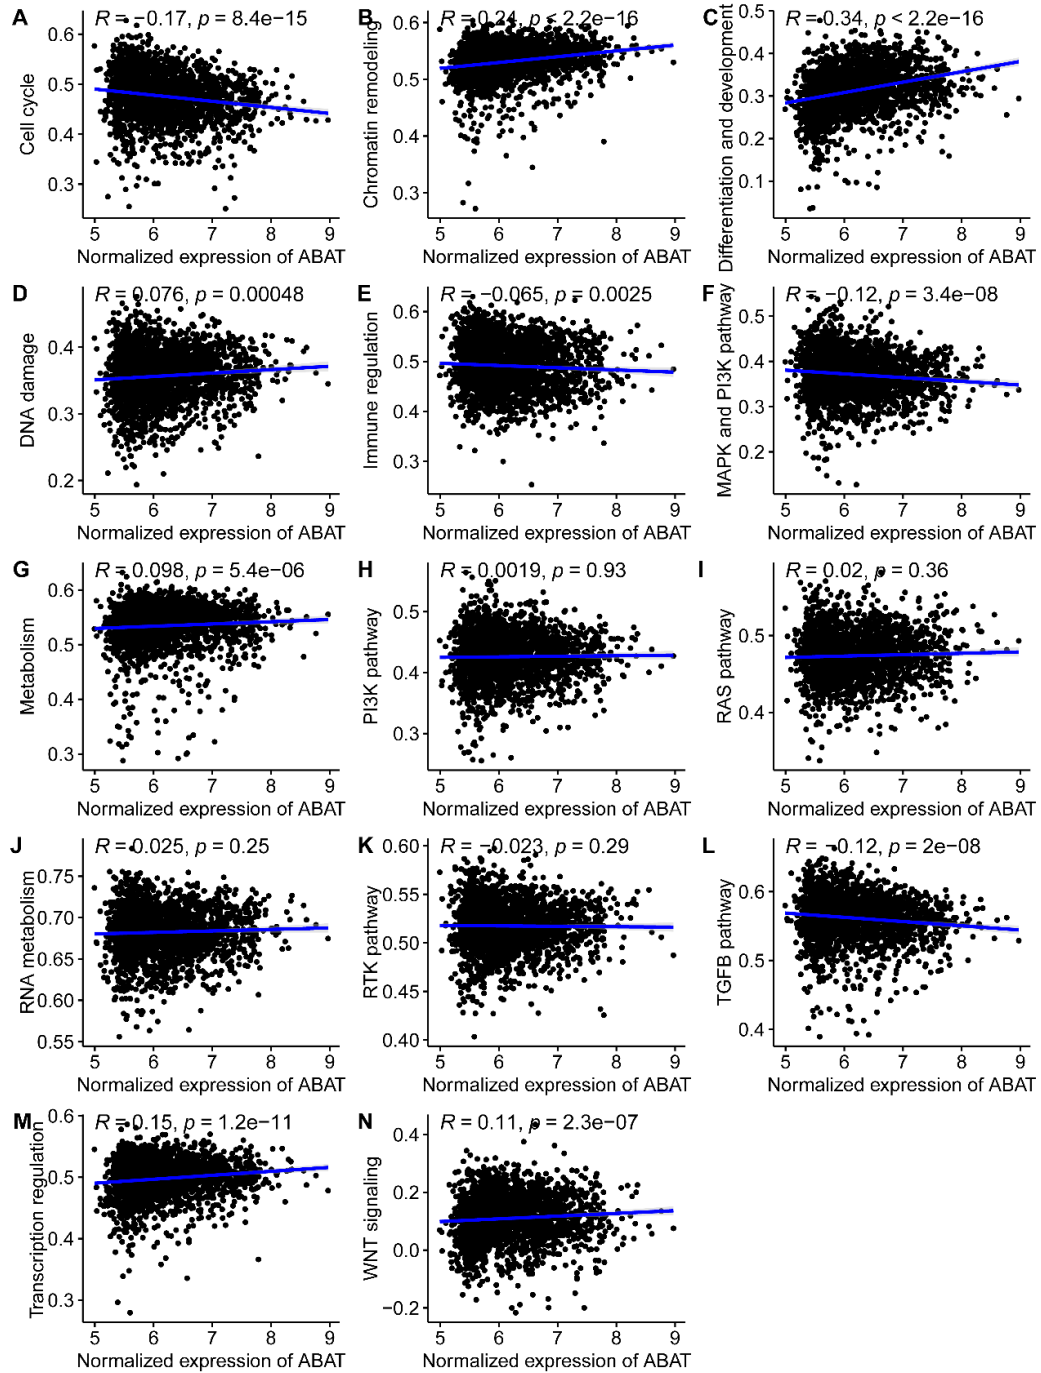 A
R = −0.17, p = 8.4e−15
Cell cycle
0.6
0.5
0.4
0.3
5 6 7 8 9
Normalized expression of ABAT
B
R = 0.24, p < 2.2e−16
Chromatin remodeling
0.6
0.5
0.4
0.3
5 6 7 8 9
Normalized expression of ABAT
C
R = 0.34, p < 2.2e−16
Differentiation and development
0.5
0.4
0.3
0.2
0.1
5 6 7 8 9
Normalized expression of ABAT
D
R = 0.076, p = 0.00048
DNA damage
0.4
0.3
0.2
5 6 7 8 9
Normalized expression of ABAT
E
R = −0.065, p = 0.0025
Immune regulation
0.6
0.5
0.4
0.3
5 6 7 8 9
Normalized expression of ABAT
F
R = −0.12, p = 3.4e−08
MAPK and PI3K pathway
0.5
0.4
0.3
0.2
5 6 7 8 9
Normalized expression of ABAT
G
R = 0.098, p = 5.4e−06
Metabolism
0.6
0.5
0.4
0.3
5 6 7 8 9
Normalized expression of ABAT
H
R = 0.0019, p = 0.93
PI3K pathway
0.5
0.4
0.3
5 6 7 8 9
Normalized expression of ABAT
I
R = 0.02, p = 0.36
RAS pathway
0.5
0.4
5 6 7 8 9
Normalized expression of ABAT
J
R = 0.025, p = 0.25
RNA metabolism
0.75
0.70
0.65
0.60
0.55
5 6 7 8 9
Normalized expression of ABAT
K
R = −0.023, p = 0.29
RTK pathway
0.60
0.55
0.50
0.45
0.40
5 6 7 8 9
Normalized expression of ABAT
L
R = −0.12, p = 2e−08
TGFB pathway
0.6
0.5
0.4
5 6 7 8 9
Normalized expression of ABAT
M
R = 0.15, p = 1.2e−11
Transcription regulation
0.6
0.5
0.4
0.3
5 6 7 8 9
Normalized expression of ABAT
N
R = 0.11, p = 2.3e−07
WNT signaling
0.4
0.2
0.0
−0.2
5 6 7 8 9
Normalized expression of ABAT